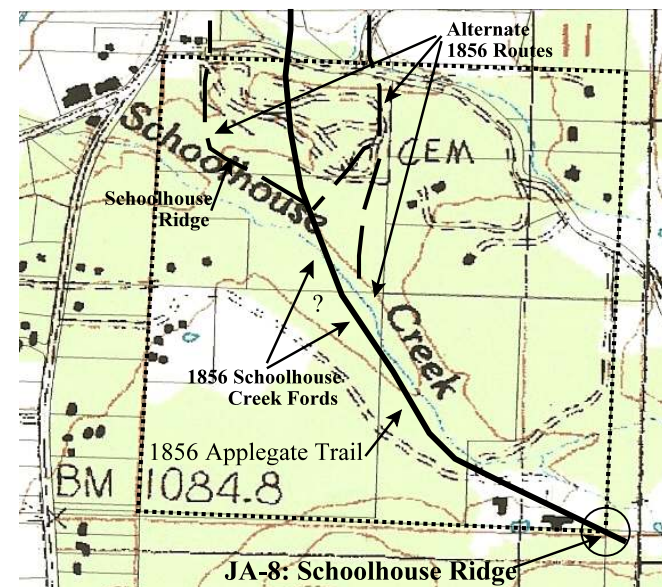 Alternate
1856 Routes
Schoolhouse
CEM
Schoolhouse
Ridge
?
Creek
1856 Schoolhouse
Creek Fords
1856 Applegate Trail
BM 1084.8
JA-8: Schoolhouse Ridge